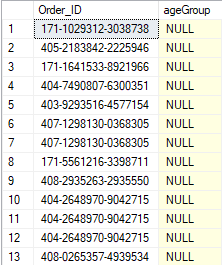 Order_ID ageGroup
1 171-1029312-3038738 NULL
2 405-2183842-2225946 NULL
3 171-1641533-8921966 NULL
4 404-7490807-6300351 NULL
5 403-9293516-4577154 NULL
6 407-1298130-0368305 NULL
7 407-1298130-0368305 NULL
8 171-5561216-3398711 NULL
9 408-2935263-2935550 NULL
10 404-2648970-9042715 NULL
11 404-2648970-9042715 NULL
12 404-2648970-9042715 NULL
13 408-0265357-4939534 NULL